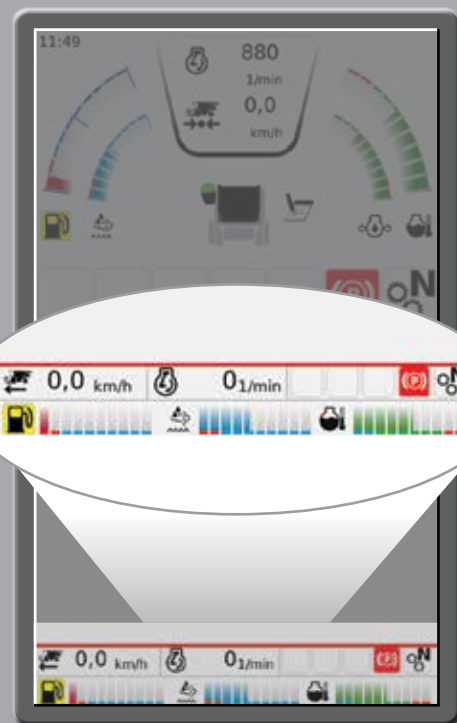 11:49
880
1/min
0,0
km/h
(P) N
0,0 km/h 0 1/min (P) N
0,0 km/h 0 1/min (P) N